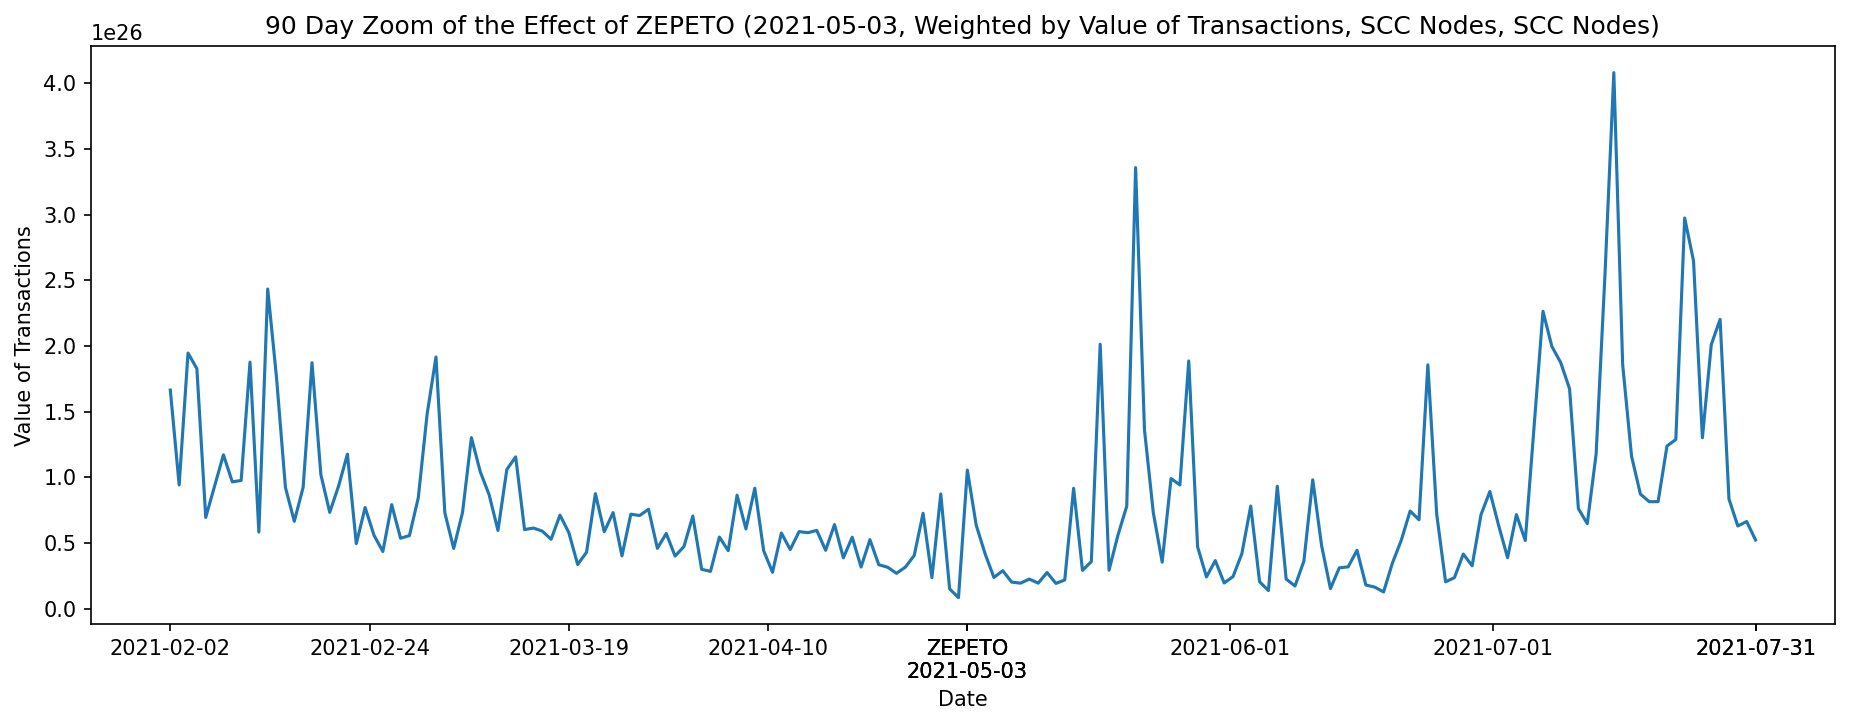 90 Day Zoom of the Effect of ZEPETO (2021-05-03, Weighted by Value of Transactions, SCC Nodes, SCC Nodes)
1e26
4.0
3.5
3.0
2.5
2.0
1.5
1.0
0.5
0.0
Value of Transactions
2021-02-02 2021-02-24 2021-03-19 2021-04-10 ZEPETO 2021-06-01 2021-07-01 2021-07-31
2021-05-03
Date